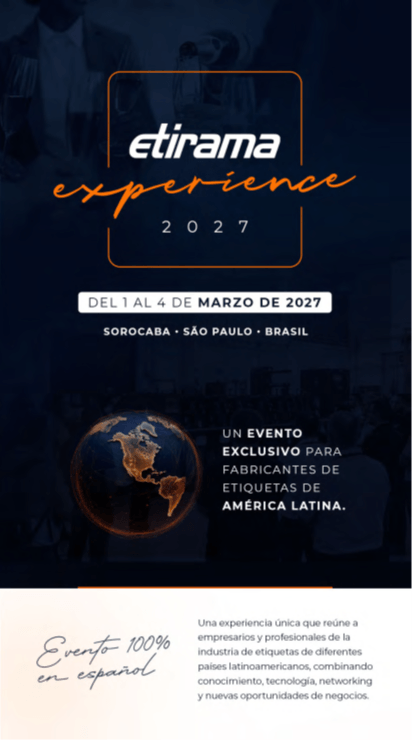 etirama
experience
2027
DEL 1 AL 4 DE MARZO DE 2027
SOROCABA • SÃO PAULO • BRASIL
UN EVENTO
EXCLUSIVO PARA
FABRICANTES DE
ETIQUETAS DE
AMÉRICA LATINA.
Evento 100%
en español
Una experiencia única que reúne a
empresarios y profesionales de la
industria de etiquetas de diferentes
países latinoamericanos, combinando
conocimiento, tecnología, networking
y nuevas oportunidades de negocios.